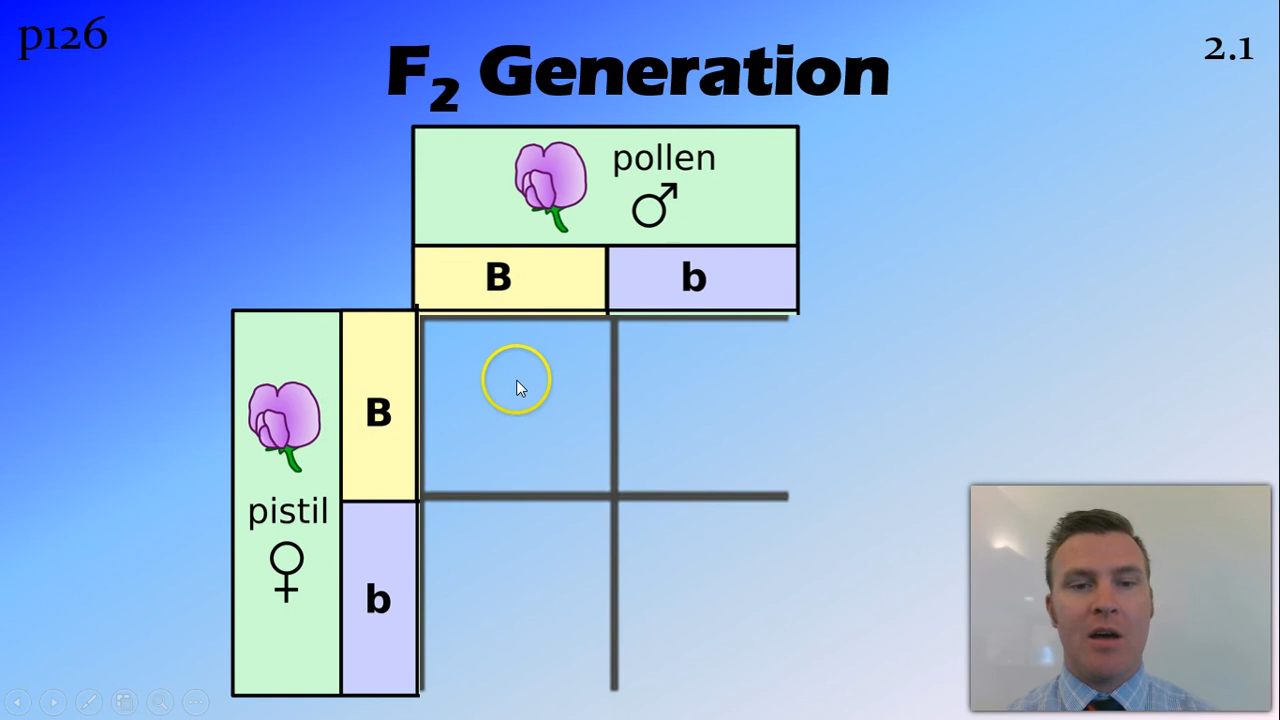 p126
2.1
F₂ Generation
pollen
♂
B
b
B
pistil
♀
b